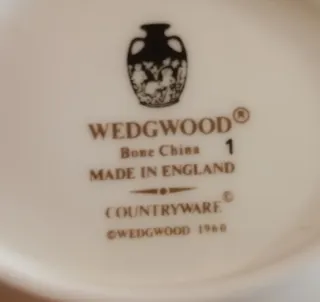 WEDGWOOD®
Bone China 1
MADE IN ENGLAND
COUNTRYWARE©
©WEDGWOOD 1960